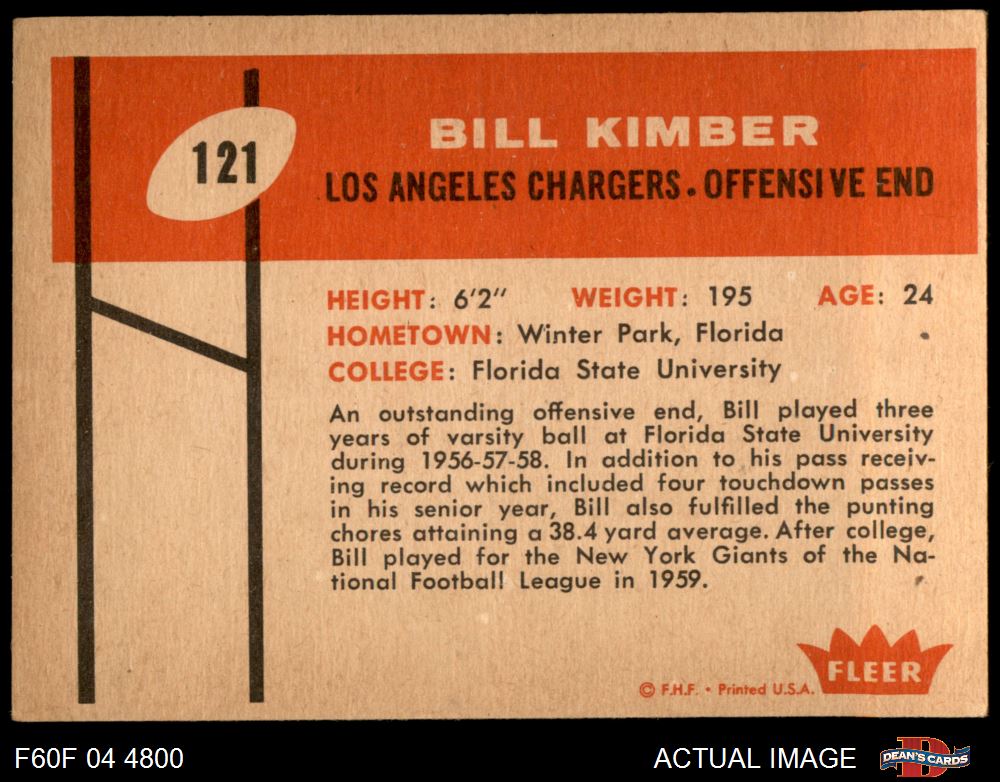 121
BILL KIMBER
LOS ANGELES CHARGERS • OFFENSIVE END
HEIGHT: 6'2" WEIGHT: 195 AGE: 24
HOMETOWN: Winter Park, Florida
COLLEGE: Florida State University
An outstanding offensive end, Bill played three
years of varsity ball at Florida State University
during 1956-57-58. In addition to his pass receiv-
ing record which included four touchdown passes
in his senior year, Bill also fulfilled the punting
chores attaining a 38.4 yard average. After college,
Bill played for the New York Giants of the Na-
tional Football League in 1959.
FLEER
© F.H.F. • Printed U.S.A.
F60F 04 4800
ACTUAL IMAGE
DEAN'S CARDS